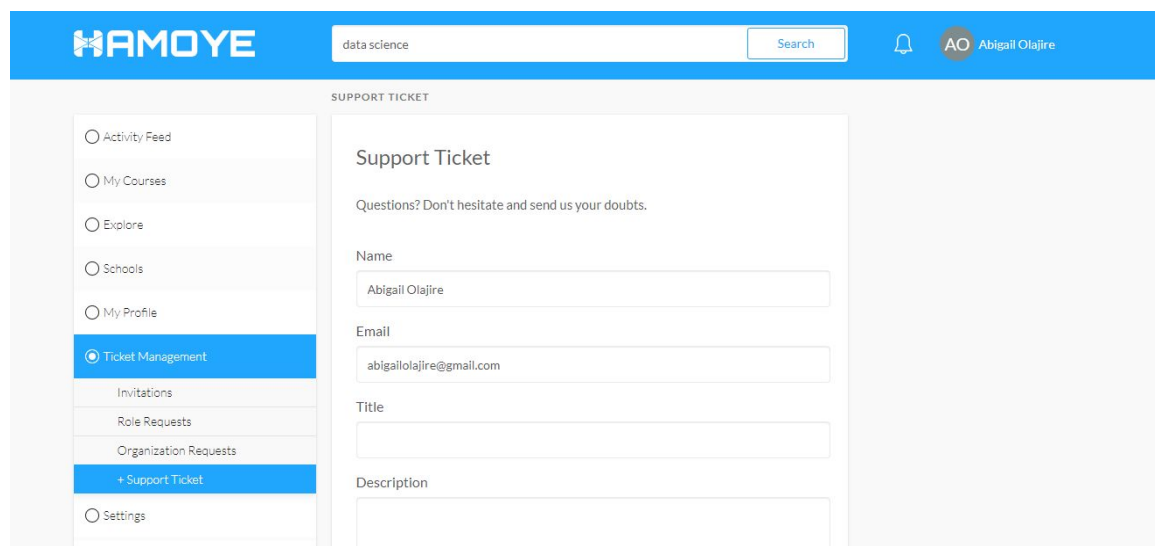 HAMOYE
data science
Search
AO
Abigail Olajire
SUPPORT TICKET
Activity Feed
My Courses
Explore
Schools
My Profile
Ticket Management
Invitations
Role Requests
Organization Requests
+ Support Ticket
Settings
Support Ticket
Questions? Don't hesitate and send us your doubts.
Name
Abigail Olajire
Email
abigailolajire@gmail.com
Title
Description